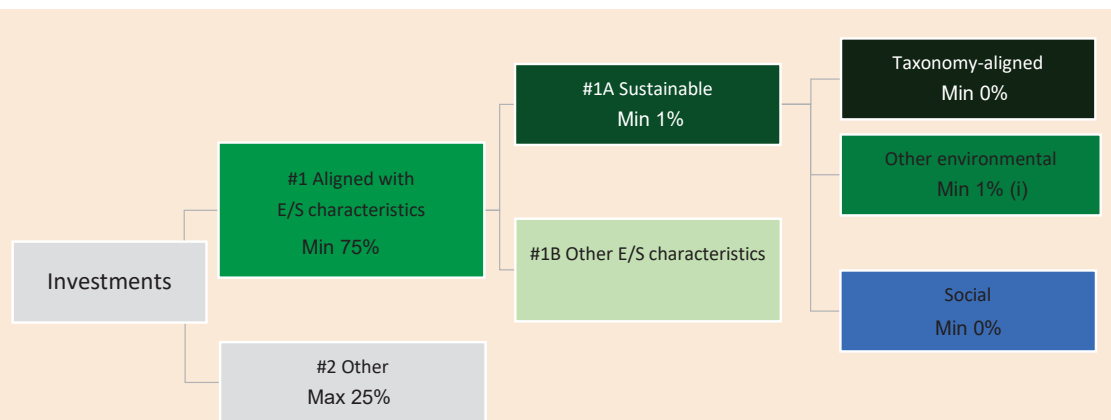 Investments
#1 Aligned with
E/S characteristics
Min 75%
#2 Other
Max 25%
#1A Sustainable
Min 1%
#1B Other E/S characteristics
Taxonomy-aligned
Min 0%
Other environmental
Min 1% (i)
Social
Min 0%